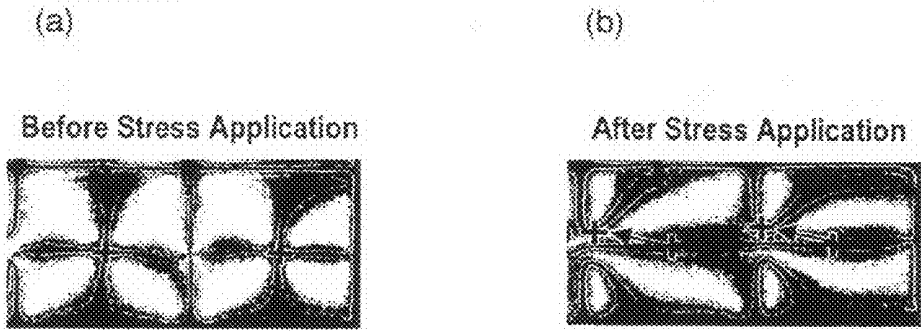 (a)
(b)
Before Stress Application
After Stress Application